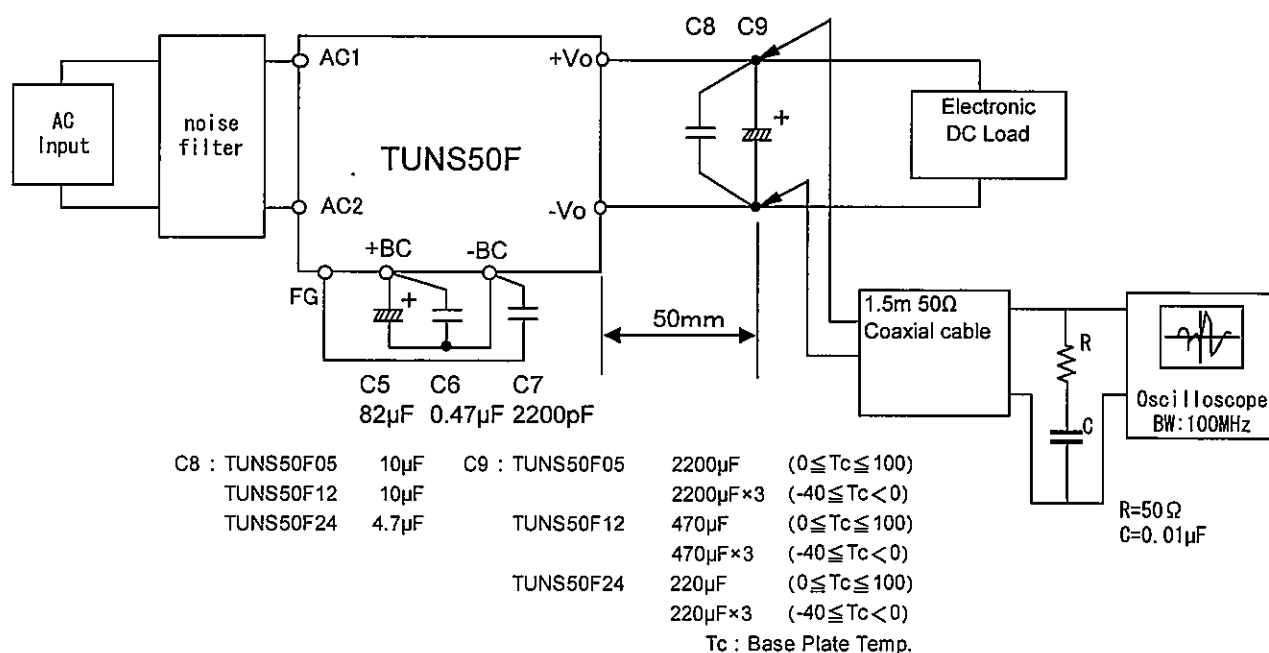 C8 C9
AC1
+Vo
AC
Input
noise
filter
TUNS50F
+
Electronic
DC Load
AC2
-Vo
+BC -BC
FG
+
50mm
1.5m 50Ω
Coaxial cable
R
C5 C6 C7
82μF 0.47μF 2200pF
C
Oscilloscope
BW:100MHz
C8 : TUNS50F05 10μF C9 : TUNS50F05 2200μF (0≦Tc≦100)
TUNS50F12 10μF 2200μF×3 (-40≦Tc<0)
TUNS50F24 4.7μF TUNS50F12 470μF (0≦Tc≦100)
470μF×3 (-40≦Tc<0)
TUNS50F24 220μF (0≦Tc≦100)
220μF×3 (-40≦Tc<0)
Tc : Base Plate Temp.
R=50Ω
C=0.01μF